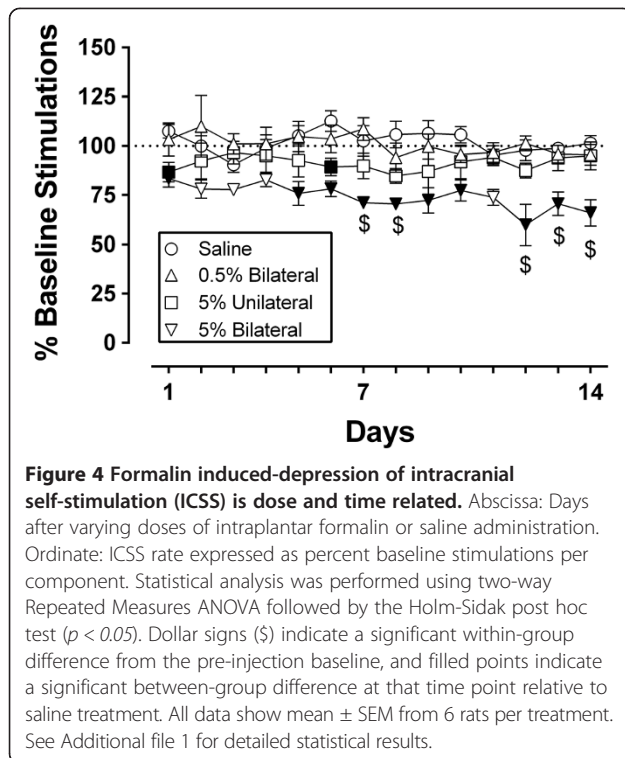 150
125
100
75
50
25
0
% Baseline Stimulations
Saline
0.5% Bilateral
5% Unilateral
5% Bilateral
$ $ $ $ $
1 7 14
Days
Figure 4 Formalin induced-depression of intracranial
self-stimulation (ICSS) is dose and time related. Abscissa: Days
after varying doses of intraplantar formalin or saline administration.
Ordinate: ICSS rate expressed as percent baseline stimulations per
component. Statistical analysis was performed using two-way
Repeated Measures ANOVA followed by the Holm-Sidak post hoc
test (p < 0.05). Dollar signs ($) indicate a significant within-group
difference from the pre-injection baseline, and filled points indicate
a significant between-group difference at that time point relative to
saline treatment. All data show mean ± SEM from 6 rats per treatment.
See Additional file 1 for detailed statistical results.